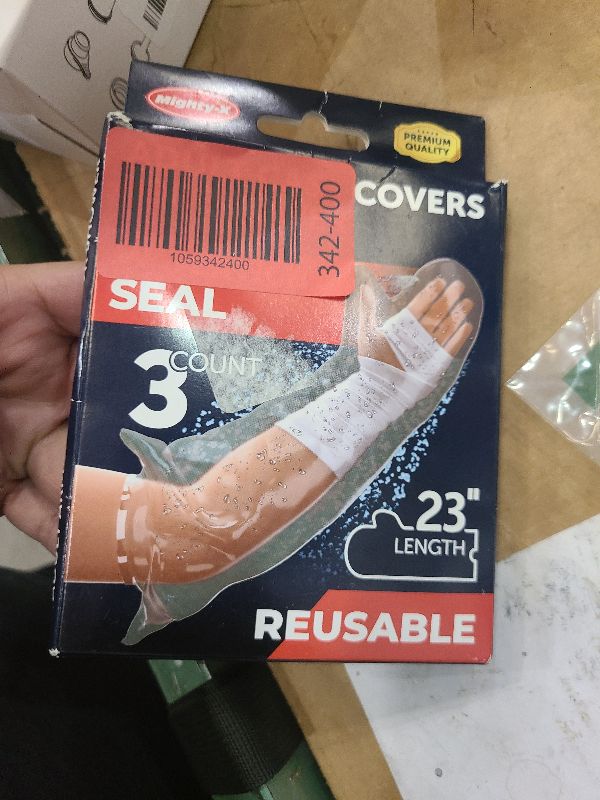 Mighty-X
PREMIUM
QUALITY
COVERS
1059342400
342-400
SEAL
3 COUNT
23"
LENGTH
REUSABLE